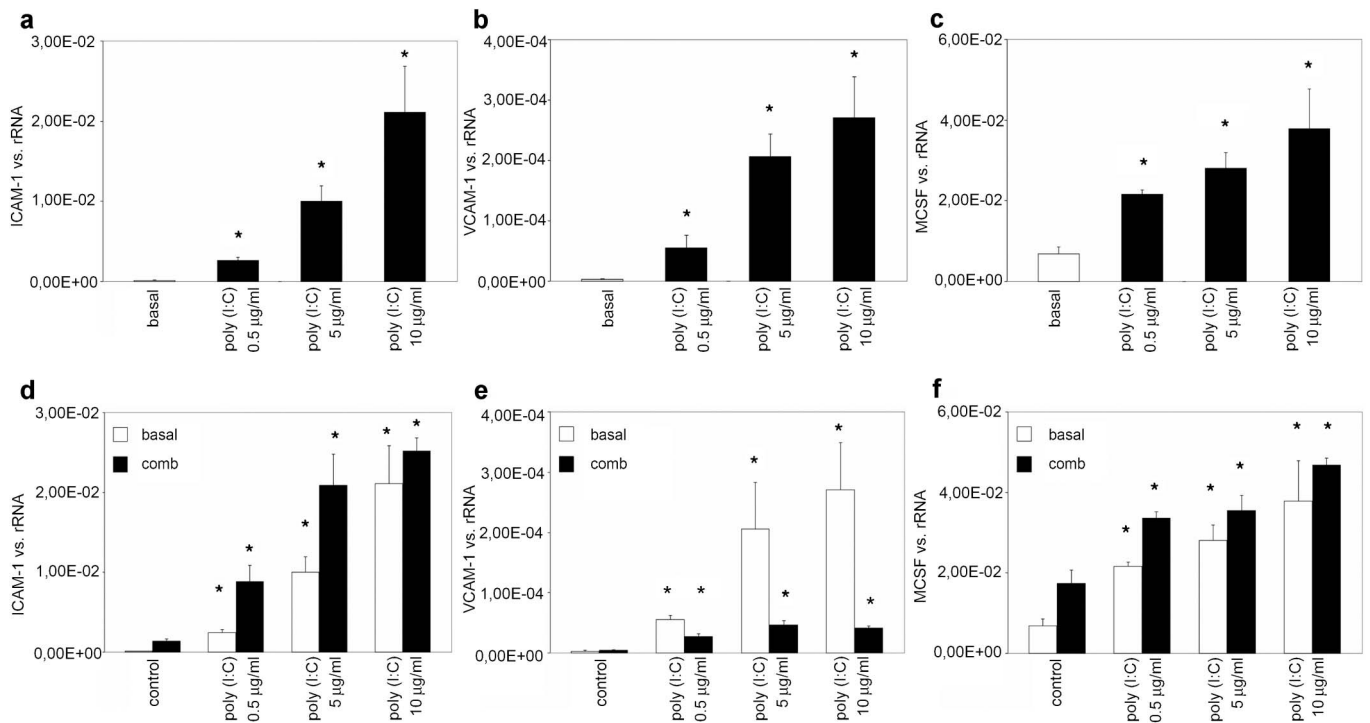 a
3,00E-02
2,00E-02
1,00E-02
0,00E+00
ICAM-1 vs. rRNA
*
*
*
basal
poly (I:C)
0.5 µg/ml
poly (I:C)
5 µg/ml
poly (I:C)
10 µg/ml
b
4,00E-04
3,00E-04
2,00E-04
1,00E-04
0,00E+00
VCAM-1 vs. rRNA
*
*
*
basal
poly (I:C)
0.5 µg/ml
poly (I:C)
5 µg/ml
poly (I:C)
10 µg/ml
c
6,00E-02
4,00E-02
2,00E-02
0,00E+00
MCSF vs. rRNA
*
*
*
basal
poly (I:C)
0.5 µg/ml
poly (I:C)
5 µg/ml
poly (I:C)
10 µg/ml
d
3,00E-02
2,00E-02
1,00E-02
0,00E+00
ICAM-1 vs. rRNA
basal
comb
* *
* *
* *
control
poly (I:C)
0.5 µg/ml
poly (I:C)
5 µg/ml
poly (I:C)
10 µg/ml
e
4,00E-04
3,00E-04
2,00E-04
1,00E-04
0,00E+00
VCAM-1 vs. rRNA
basal
comb
* *
* *
* *
control
poly (I:C)
0.5 µg/ml
poly (I:C)
5 µg/ml
poly (I:C)
10 µg/ml
f
6,00E-02
4,00E-02
2,00E-02
0,00E+00
MCSF vs. rRNA
basal
comb
* *
* *
* *
control
poly (I:C)
0.5 µg/ml
poly (I:C)
5 µg/ml
poly (I:C)
10 µg/ml